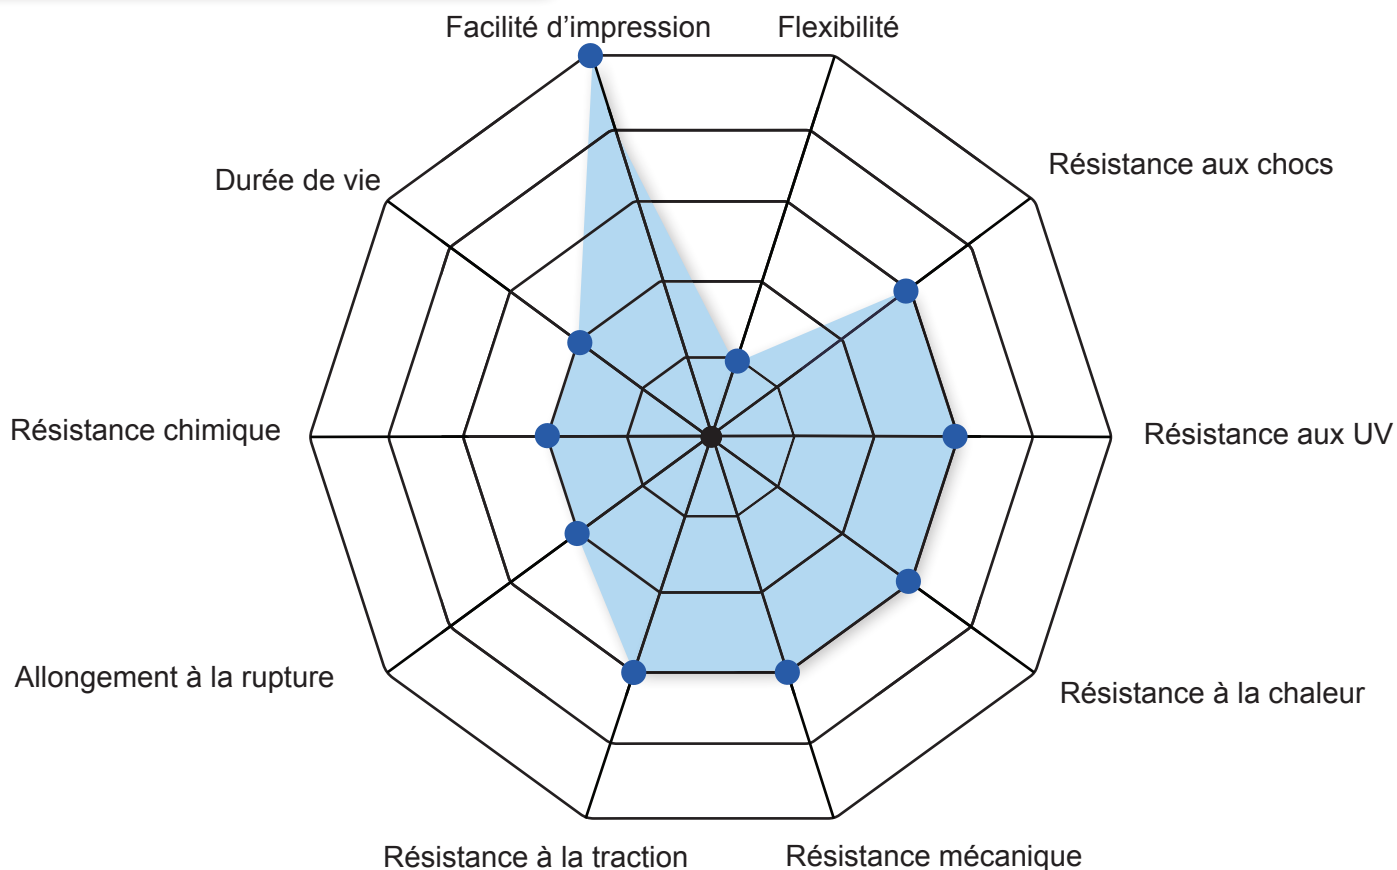 Facilité d’impression
Flexibilité
Résistance aux chocs
Durée de vie
Résistance chimique
Résistance aux UV
Allongement à la rupture
Résistance à la chaleur
Résistance à la traction
Résistance mécanique